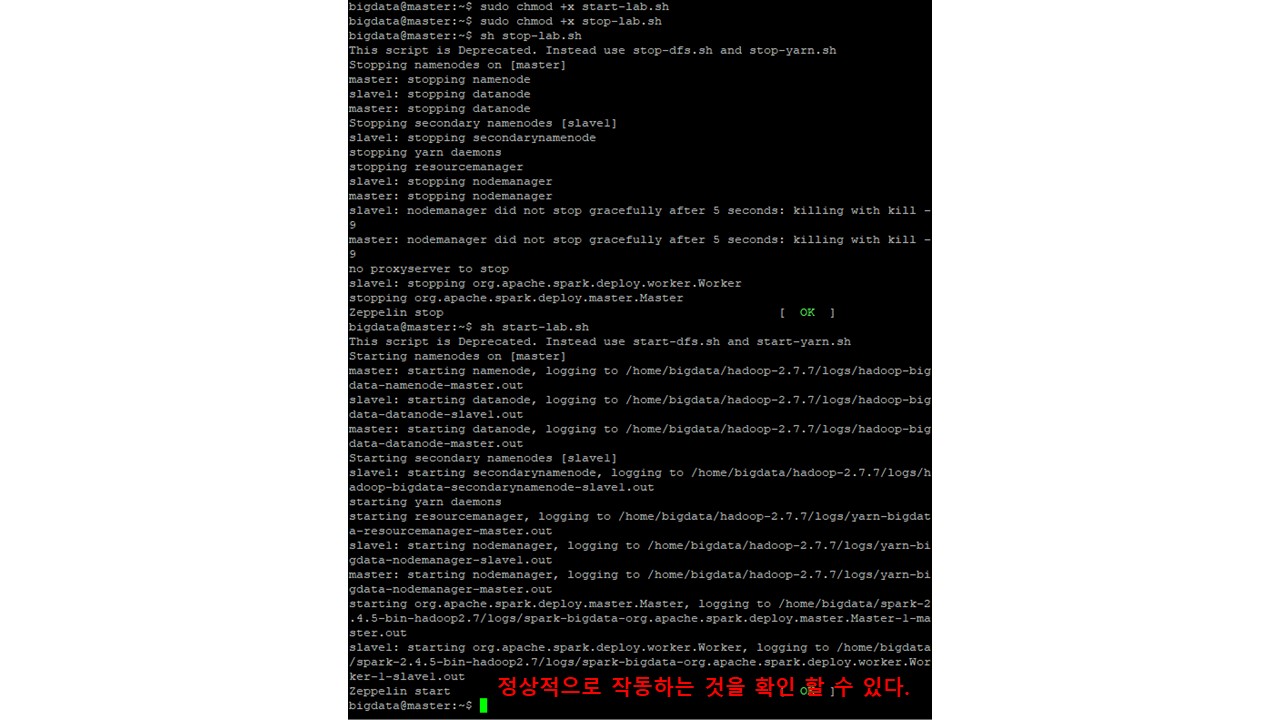 bigdata@master:~$ sudo chmod +x start-lab.sh
bigdata@master:~$ sudo chmod +x stop-lab.sh
bigdata@master:~$ sh stop-lab.sh
This script is Deprecated. Instead use stop-dfs.sh and stop-yarn.sh
Stopping namenodes on [master]
master: stopping namenode
slave1: stopping datanode
master: stopping datanode
Stopping secondary namenodes [slave1]
slave1: stopping secondarynamenode
stopping yarn daemons
stopping resourcemanager
slave1: stopping nodemanager
master: stopping nodemanager
slave1: nodemanager did not stop gracefully after 5 seconds: killing with kill -
9
master: nodemanager did not stop gracefully after 5 seconds: killing with kill -
9
no proxyserver to stop
slave1: stopping org.apache.spark.deploy.worker.Worker
stopping org.apache.spark.deploy.master.Master
Zeppelin stop [ OK ]
bigdata@master:~$ sh start-lab.sh
This script is Deprecated. Instead use start-dfs.sh and start-yarn.sh
Starting namenodes on [master]
master: starting namenode, logging to /home/bigdata/hadoop-2.7.7/logs/hadoop-big
data-namenode-master.out
slave1: starting datanode, logging to /home/bigdata/hadoop-2.7.7/logs/hadoop-big
data-datanode-slave1.out
master: starting datanode, logging to /home/bigdata/hadoop-2.7.7/logs/hadoop-big
data-datanode-master.out
Starting secondary namenodes [slave1]
slave1: starting secondarynamenode, logging to /home/bigdata/hadoop-2.7.7/logs/h
adoop-bigdata-secondarynamenode-slave1.out
starting yarn daemons
starting resourcemanager, logging to /home/bigdata/hadoop-2.7.7/logs/yarn-bigdat
a-resourcemanager-master.out
slave1: starting nodemanager, logging to /home/bigdata/hadoop-2.7.7/logs/yarn-bi
gdata-nodemanager-slave1.out
master: starting nodemanager, logging to /home/bigdata/hadoop-2.7.7/logs/yarn-bi
gdata-nodemanager-master.out
starting org.apache.spark.deploy.master.Master, logging to /home/bigdata/spark-2
.4.5-bin-hadoop2.7/logs/spark-bigdata-org.apache.spark.deploy.master.Master-1-ma
ster.out
slave1: starting org.apache.spark.deploy.worker.Worker, logging to /home/bigdata
/spark-2.4.5-bin-hadoop2.7/logs/spark-bigdata-org.apache.spark.deploy.worker.Wor
ker-1-slave1.out
정상적으로 작동하는 것을 확인 할 수 있다.
Zeppelin start OK ]
bigdata@master:~$